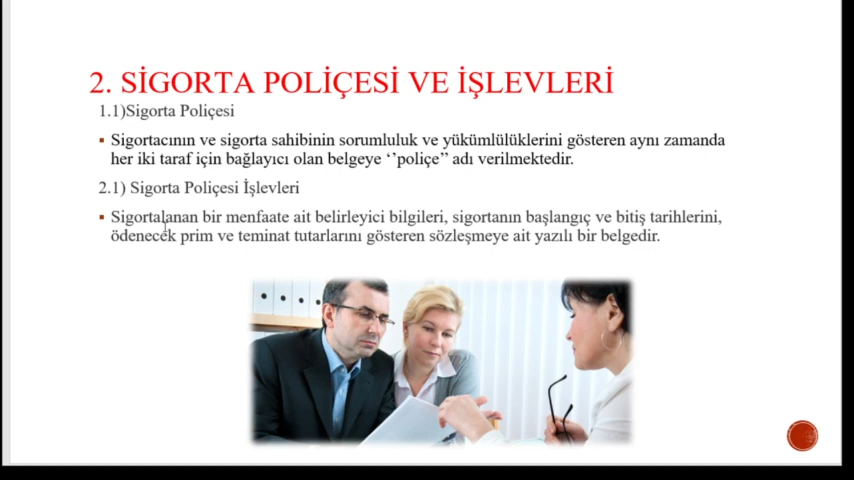 2. SİGORTA POLİÇESİ VE İŞLEVLERİ
1.1)Sigorta Poliçesi
▪ Sigortacının ve sigorta sahibinin sorumluluk ve yükümlülüklerini gösteren aynı zamanda
her iki taraf için bağlayıcı olan belgeye ‘’poliçe’’ adı verilmektedir.
2.1) Sigorta Poliçesi İşlevleri
▪ Sigortalanan bir menfaate ait belirleyici bilgileri, sigortanın başlangıç ve bitiş tarihlerini,
ödenecek prim ve teminat tutarlarını gösteren sözleşmeye ait yazılı bir belgedir.